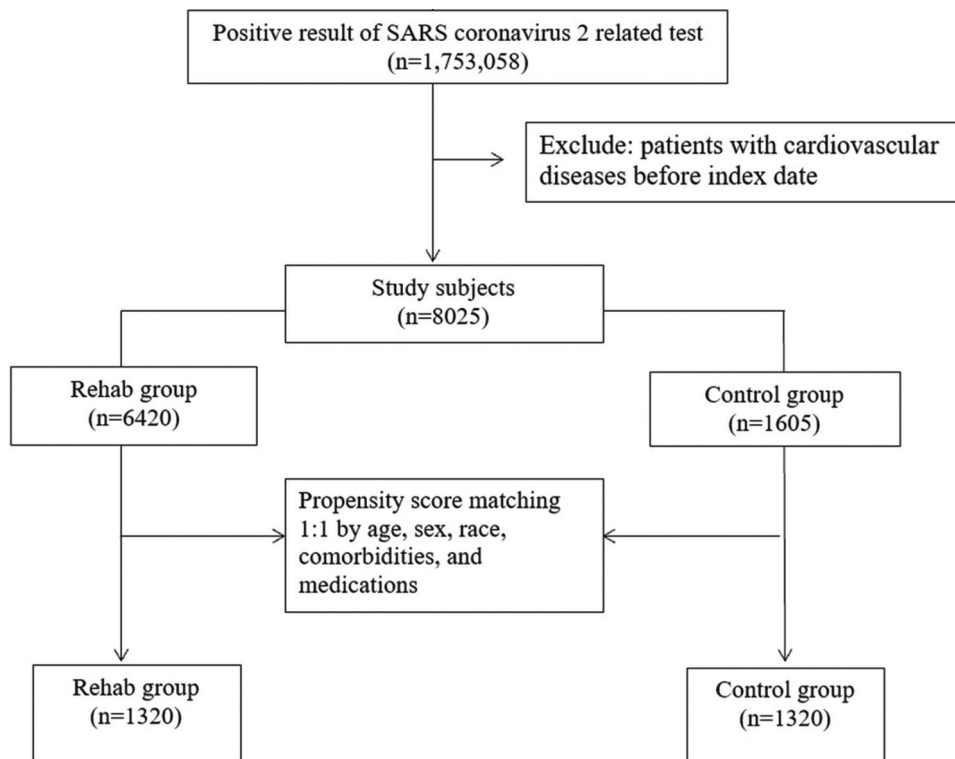 Positive result of SARS coronavirus 2 related test
(n=1,753,058)
Exclude: patients with cardiovascular
diseases before index date
Study subjects
(n=8025)
Rehab group
(n=6420)
Control group
(n=1605)
Propensity score matching
1:1 by age, sex, race,
comorbidities, and
medications
Rehab group
(n=1320)
Control group
(n=1320)